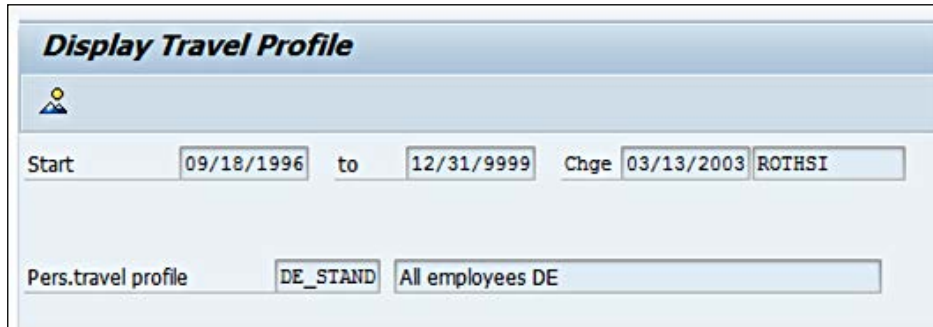 Display Travel Profile
Start 09/18/1996 to 12/31/9999 Chge 03/13/2003 ROTHSI
Pers.travel profile DE_STAND All employees DE